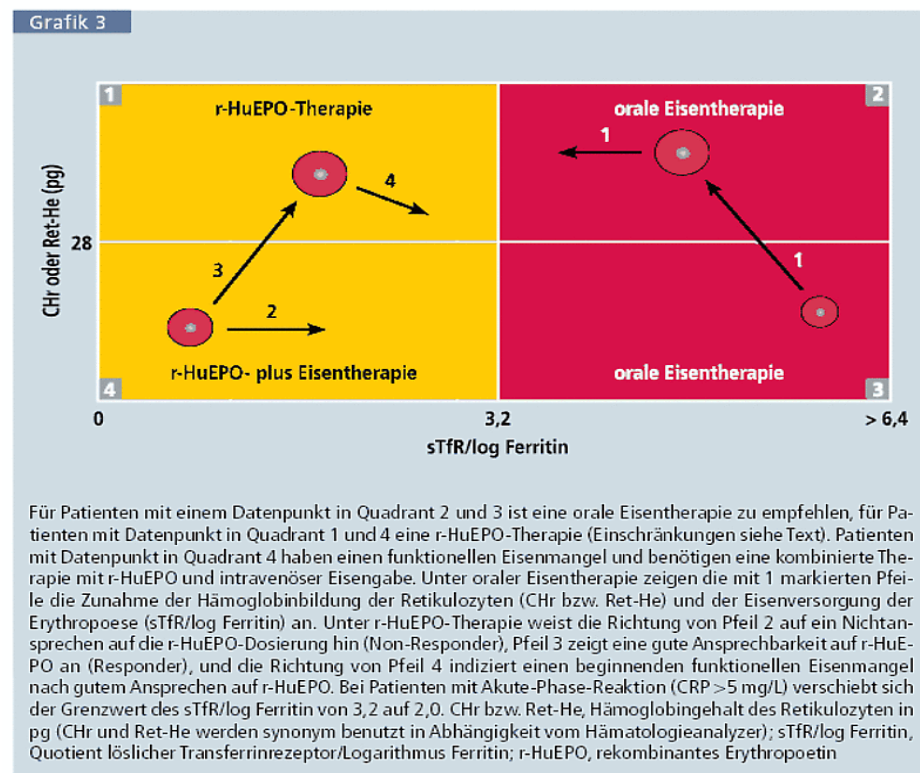 Grafik 3
1
r-HuEPO-Therapie
orale Eisentherapie
2
1
4
CHr oder Ret-He (pg)
28
3
1
2
r-HuEPO- plus Eisentherapie
orale Eisentherapie
4
3
0
3,2
> 6,4
sTfR/log Ferritin
Für Patienten mit einem Datenpunkt in Quadrant 2 und 3 ist eine orale Eisentherapie zu empfehlen, für Pa-
tienten mit Datenpunkt in Quadrant 1 und 4 eine r-HuEPO-Therapie (Einschränkungen siehe Text). Patienten
mit Datenpunkt in Quadrant 4 haben einen funktionellen Eisenmangel und benötigen eine kombinierte The-
rapie mit r-HuEPO und intravenöser Eisengabe. Unter oraler Eisentherapie zeigen die mit 1 markierten Pfei-
le die Zunahme der Hämoglobinbildung der Retikulozyten (CHr bzw. Ret-He) und der Eisenversorgung der
Erythropoese (sTfR/log Ferritin) an. Unter r-HuEPO-Therapie weist die Richtung von Pfeil 2 auf ein Nichtan-
sprechen auf die r-HuEPO-Dosierung hin (Non-Responder), Pfeil 3 zeigt eine gute Ansprechbarkeit auf r-HuE-
PO an (Responder), und die Richtung von Pfeil 4 indiziert einen beginnenden funktionellen Eisenmangel
nach gutem Ansprechen auf r-HuEPO. Bei Patienten mit Akute-Phase-Reaktion (CRP >5 mg/L) verschiebt sich
der Grenzwert des sTfR/log Ferritin von 3,2 auf 2,0. CHr bzw. Ret-He, Hämoglobingehalt des Retikulozyten in
pg (CHr und Ret-He werden synonym benutzt in Abhängigkeit vom Hämatologieanalyzer); sTfR/log Ferritin,
Quotient löslicher Transferrinrezeptor/Logarithmus Ferritin; r-HuEPO, rekombinantes Erythropoetin